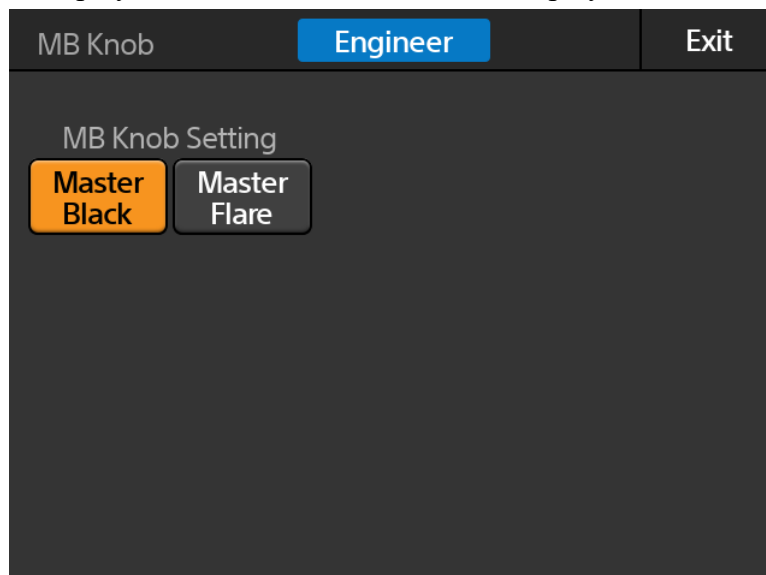 MB Knob Engineer Exit
MB Knob Setting
Master Master
Black Flare